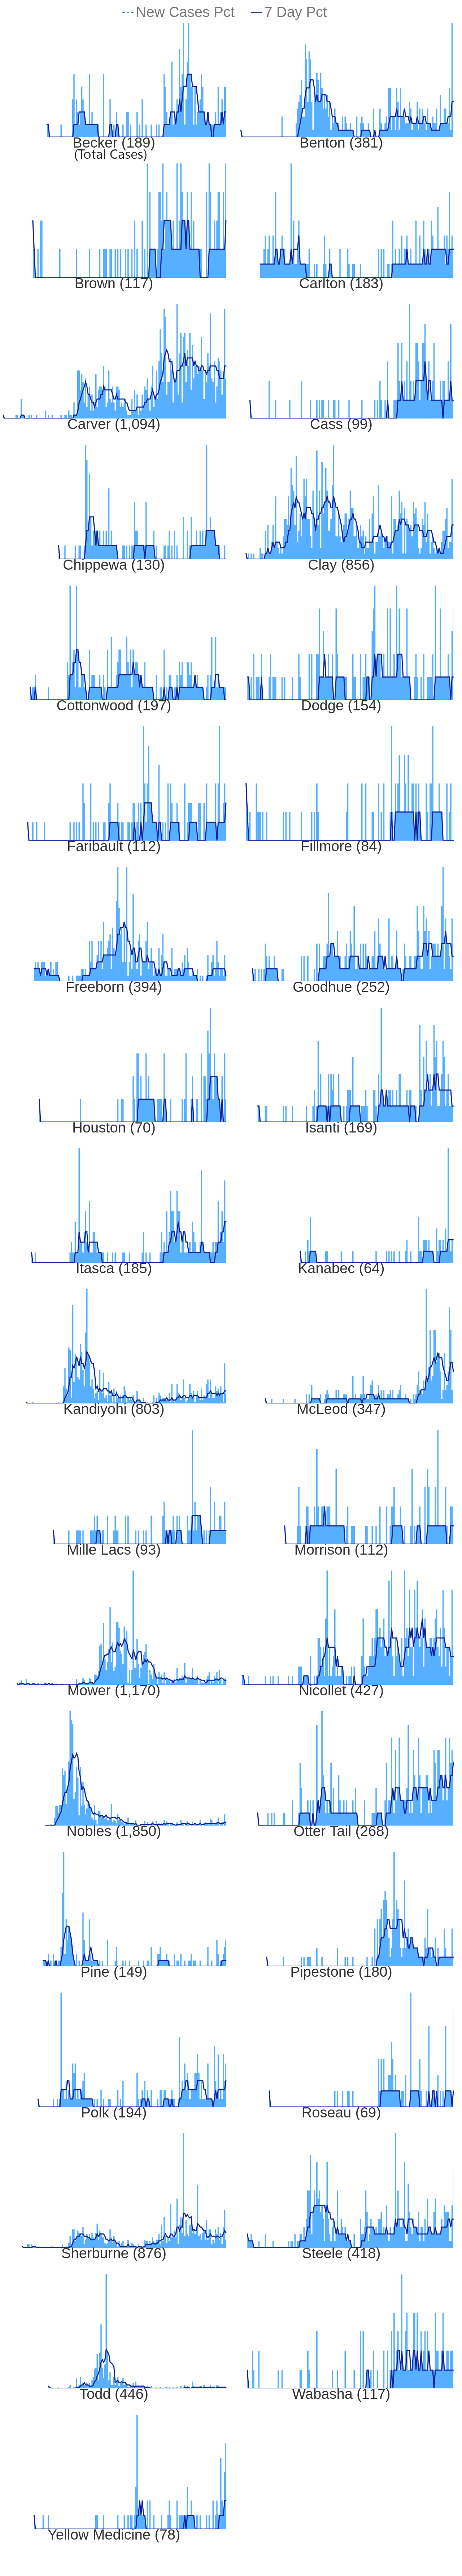 New Cases Pct 7 Day Pct
Becker (189) Benton (381)
(Total Cases)
Brown (117) Carlton (183)
Carver (1,094) Cass (99)
Chippewa (130) Clay (856)
Cottonwood (197) Dodge (154)
Faribault (112) Fillmore (84)
Freeborn (394) Goodhue (252)
Houston (70) Isanti (169)
Itasca (185) Kanabec (64)
Kandiyohi (803) McLeod (347)
Mille Lacs (93) Morrison (112)
Mower (1,170) Nicollet (427)
Nobles (1,850) Otter Tail (268)
Pine (149) Pipestone (180)
Polk (194) Roseau (69)
Sherburne (876) Steele (418)
Todd (446) Wabasha (117)
Yellow Medicine (78)